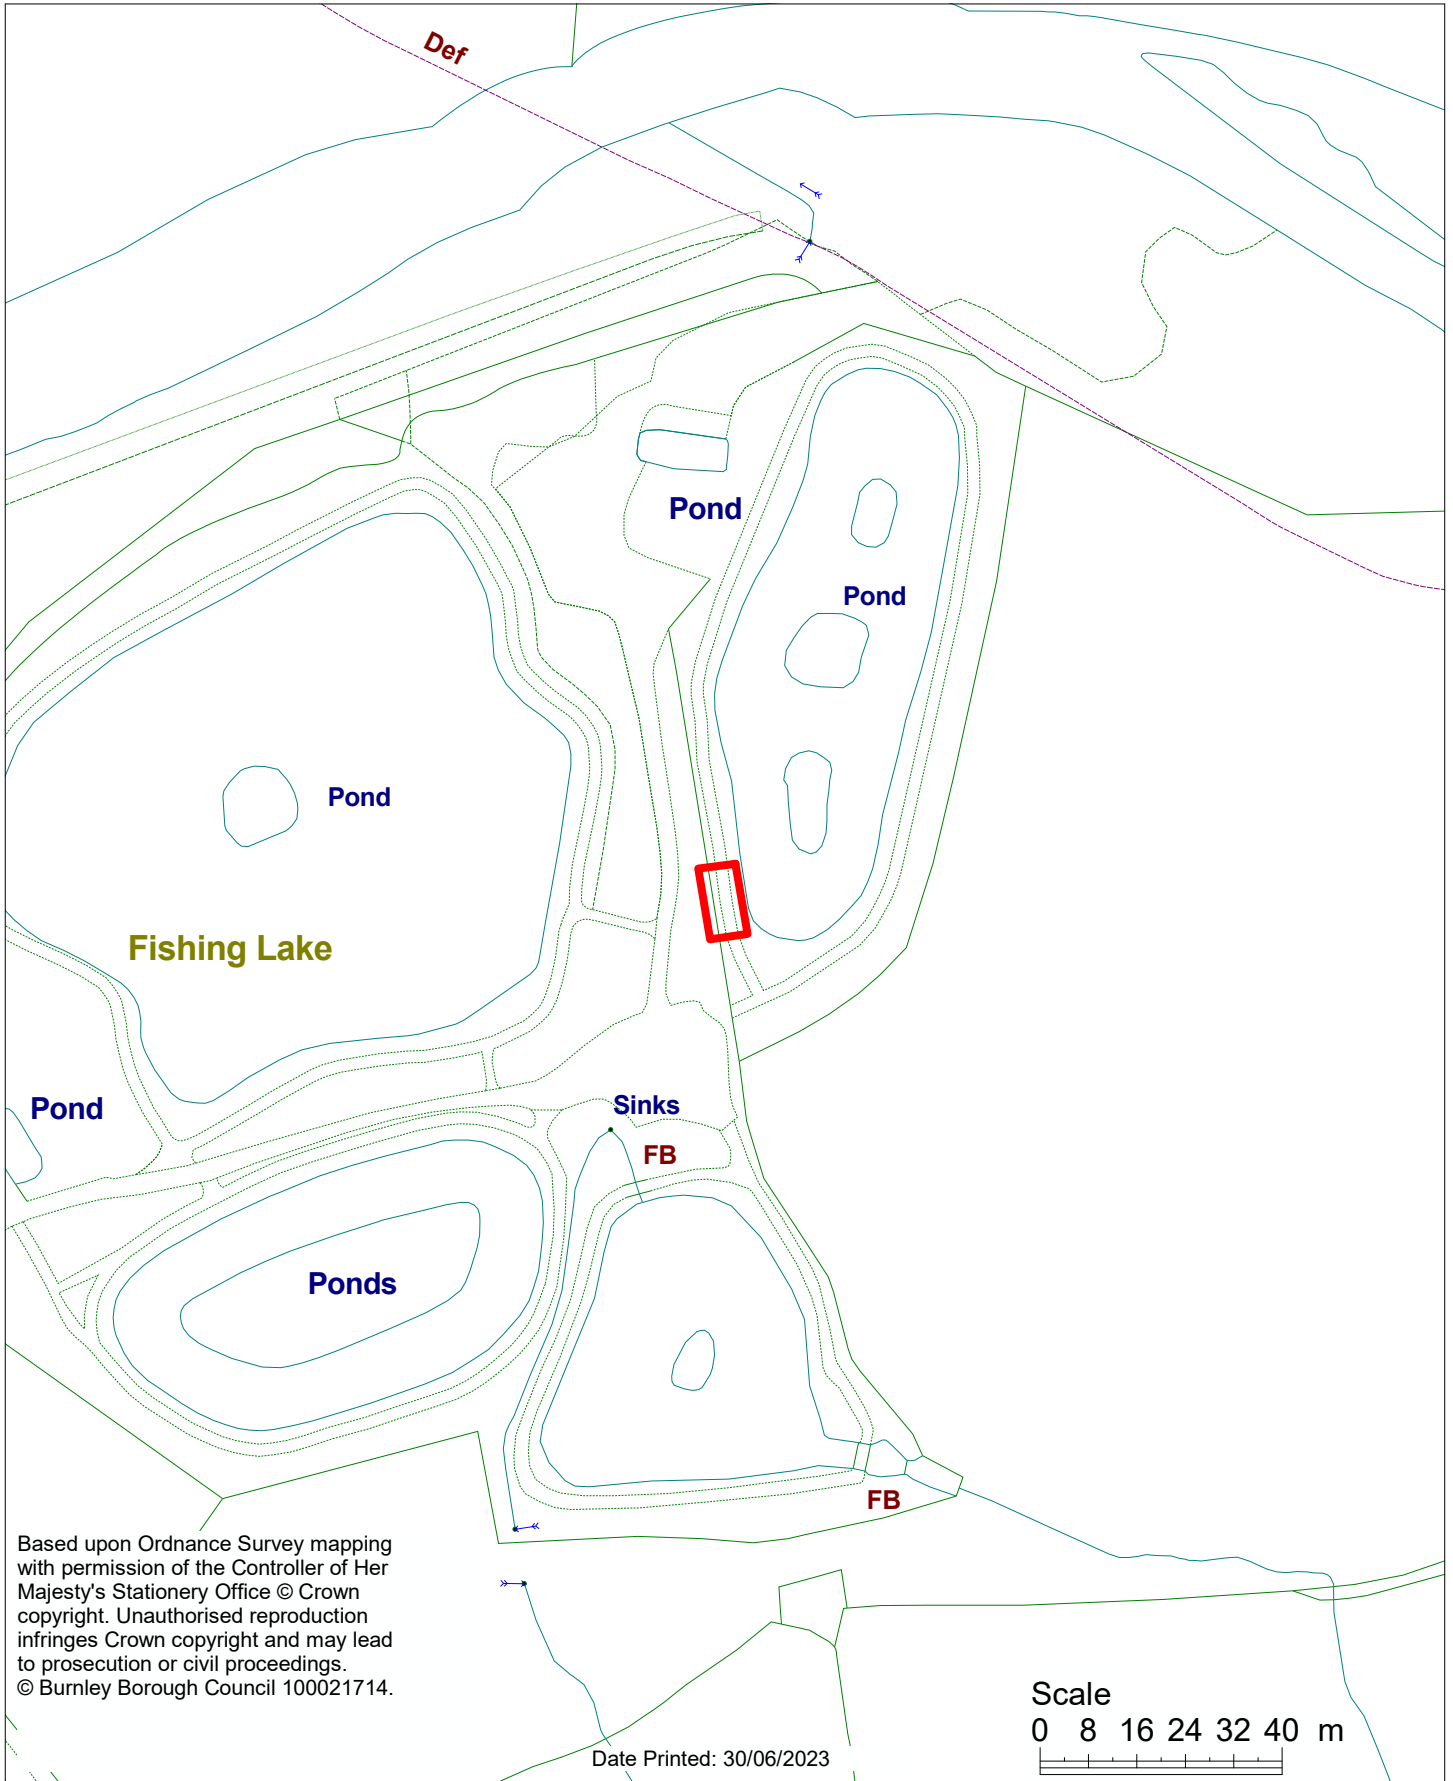 Def
Pond
Pond
Pond
Fishing Lake
Pond
Sinks
FB
Ponds
FB
Based upon Ordnance Survey mapping
with permission of the Controller of Her
Majesty's Stationery Office © Crown
copyright. Unauthorised reproduction
infringes Crown copyright and may lead
to prosecution or civil proceedings.
© Burnley Borough Council 100021714.
Scale
0 8 16 24 32 40 m
Date Printed: 30/06/2023